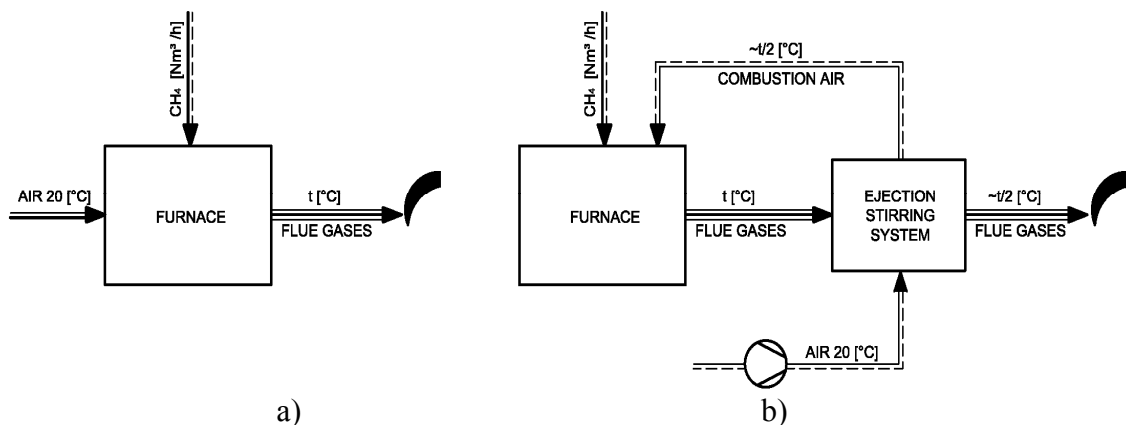 CH₄ [Nm³ /h]
AIR 20 [°C]
FURNACE
t [°C]
FLUE GASES
a)
CH₄ [Nm³ /h]
~t/2 [°C]
COMBUSTION AIR
FURNACE
t [°C]
FLUE GASES
EJECTION
STIRRING
SYSTEM
~t/2 [°C]
FLUE GASES
AIR 20 [°C]
b)